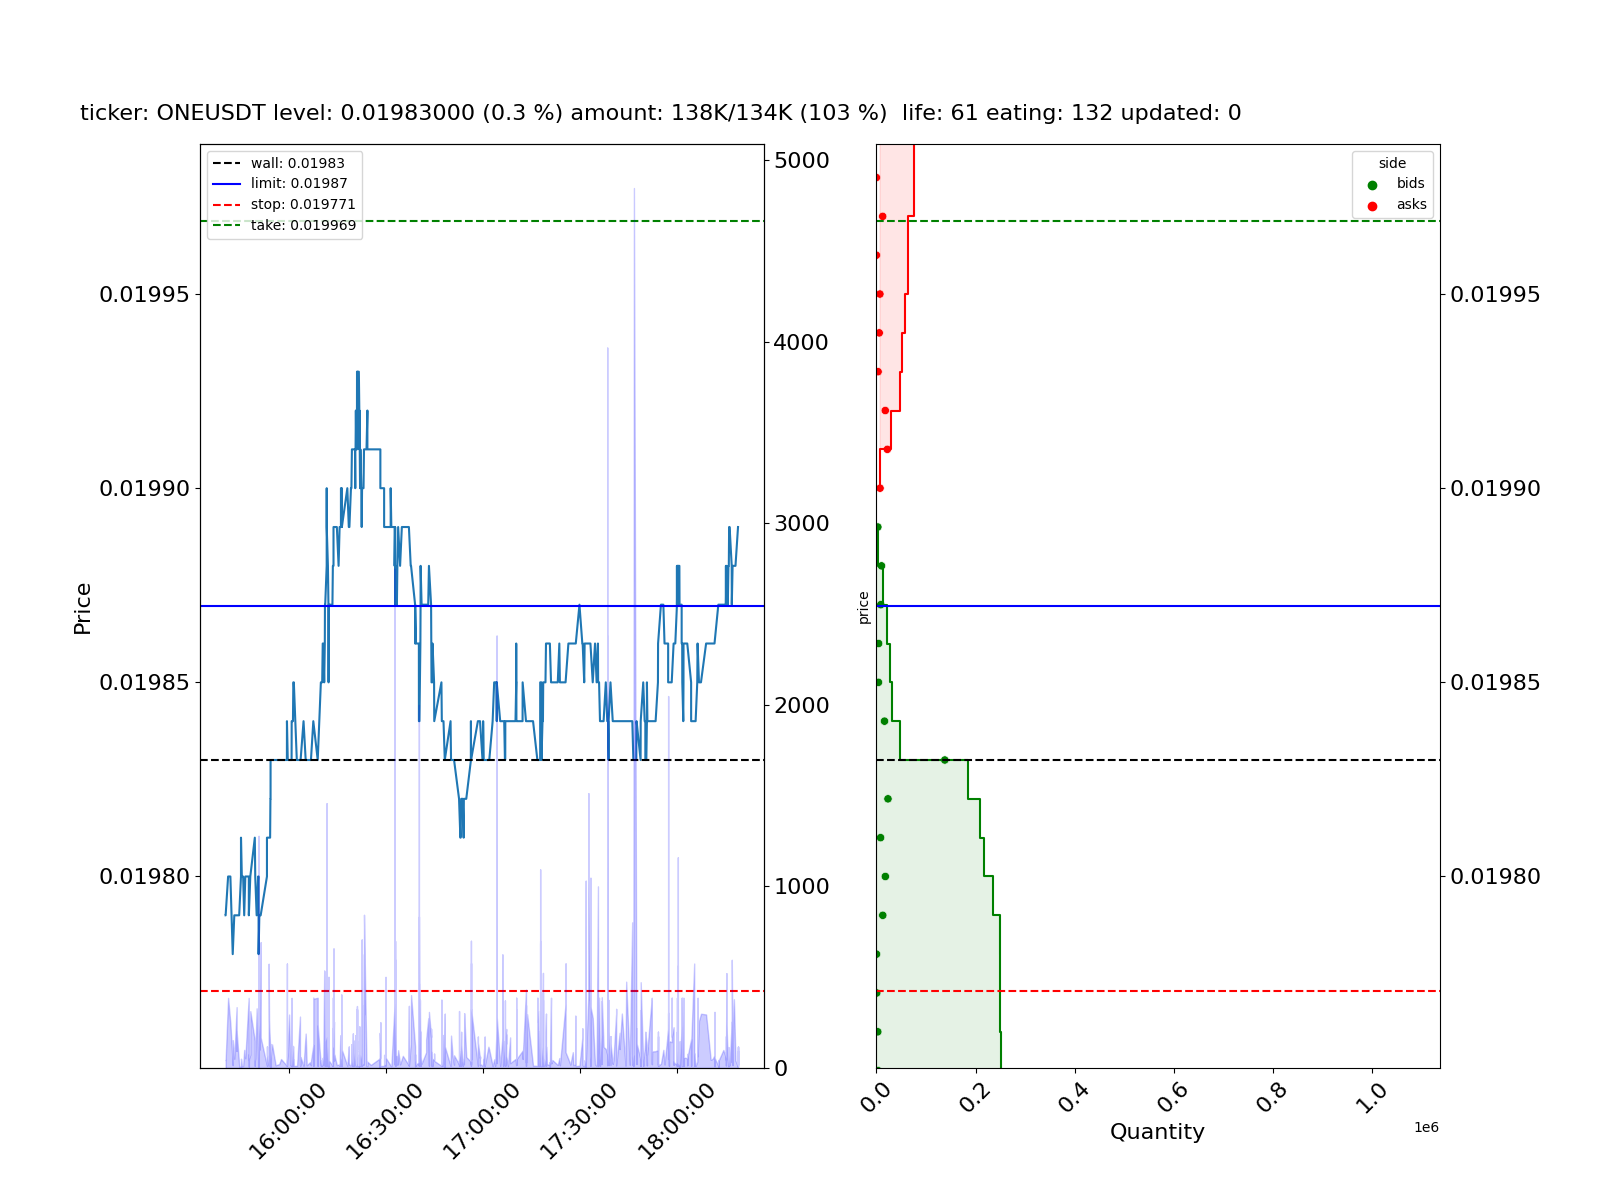 ticker: ONEUSDT level: 0.01983000 (0.3 %) amount: 138K/134K (103 %)  life: 61 eating: 132 updated: 0
wall: 0.01983
limit: 0.01987
stop: 0.019771
take: 0.019969
Price
0.01995
0.01990
0.01985
0.01980
5000
4000
3000
2000
1000
0
16:00:00
16:30:00
17:00:00
17:30:00
18:00:00
side
bids
asks
price
0.01995
0.01990
0.01985
0.01980
0.0
0.2
0.4
0.6
0.8
1.0
1e6
Quantity